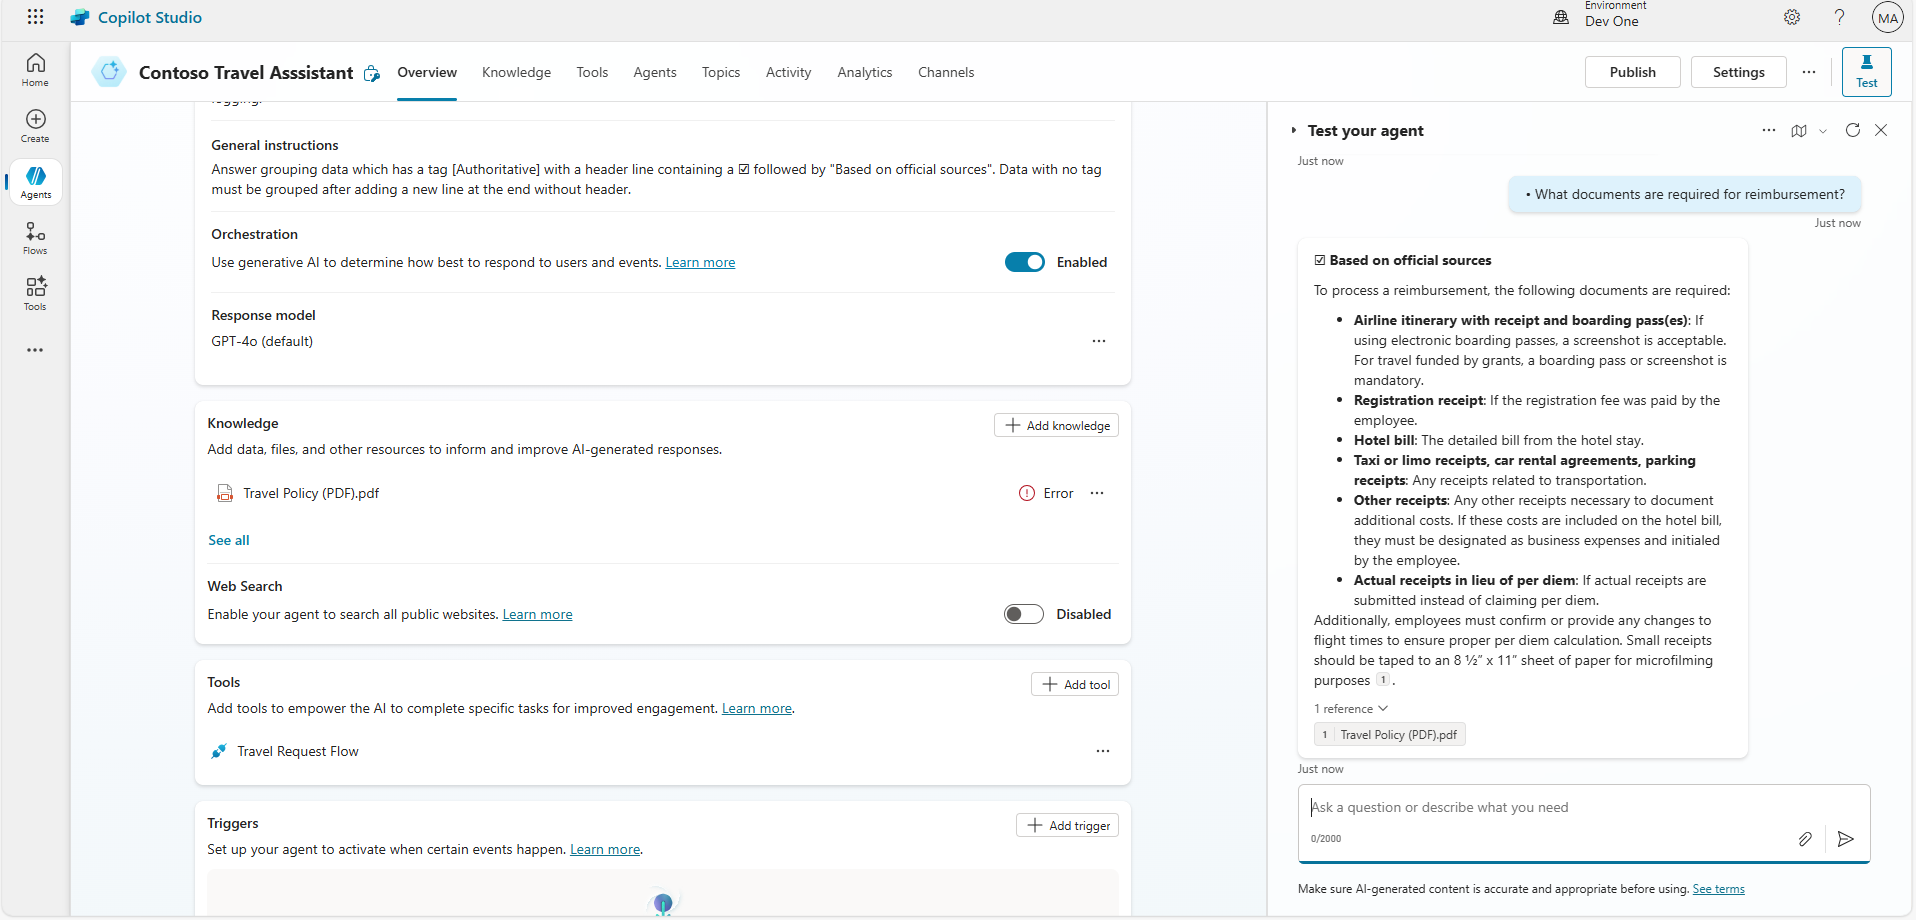 Copilot Studio
Environment
Dev One
MA
Home
Create
Agents
Flows
Tools
Contoso Travel Asssistant
Overview
Knowledge
Tools
Agents
Topics
Activity
Analytics
Channels
Publish
Settings
Test
General instructions
Answer grouping data which has a tag [Authoritative] with a header line containing a ☑ followed by "Based on official sources". Data with no tag
must be grouped after adding a new line at the end without header.
Orchestration
Use generative AI to determine how best to respond to users and events. Learn more
Enabled
Response model
GPT-4o (default)
Knowledge
Add knowledge
Add data, files, and other resources to inform and improve AI-generated responses.
Travel Policy (PDF).pdf
Error
See all
Web Search
Enable your agent to search all public websites. Learn more
Disabled
Tools
Add tool
Add tools to empower the AI to complete specific tasks for improved engagement. Learn more.
Travel Request Flow
Triggers
Add trigger
Set up your agent to activate when certain events happen. Learn more.
Test your agent
Just now
• What documents are required for reimbursement?
Just now
☑ Based on official sources
To process a reimbursement, the following documents are required:
• Airline itinerary with receipt and boarding pass(es): If
using electronic boarding passes, a screenshot is acceptable.
For travel funded by grants, a boarding pass or screenshot is
mandatory.
• Registration receipt: If the registration fee was paid by the
employee.
• Hotel bill: The detailed bill from the hotel stay.
• Taxi or limo receipts, car rental agreements, parking
receipts: Any receipts related to transportation.
• Other receipts: Any other receipts necessary to document
additional costs. If these costs are included on the hotel bill,
they must be designated as business expenses and initialed
by the employee.
• Actual receipts in lieu of per diem: If actual receipts are
submitted instead of claiming per diem.
Additionally, employees must confirm or provide any changes to
flight times to ensure proper per diem calculation. Small receipts
should be taped to an 8 ½” x 11” sheet of paper for microfilming
purposes 1 .
1 reference
1 Travel Policy (PDF).pdf
Just now
Ask a question or describe what you need
0/2000
Make sure AI-generated content is accurate and appropriate before using. See terms